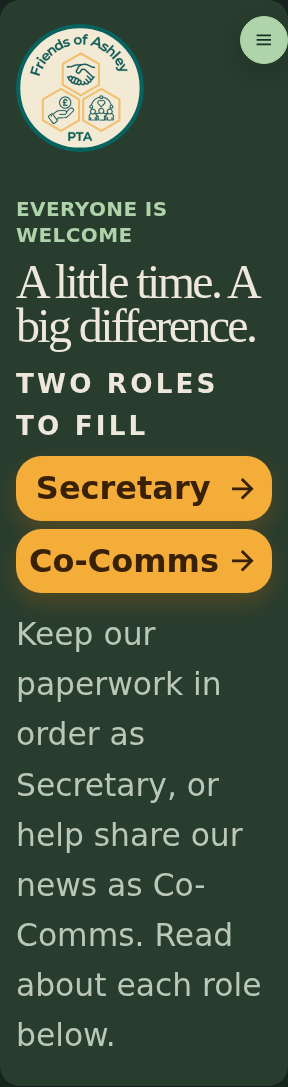 Friends of Ashley
£
PTA
EVERYONE IS
WELCOME
A little time. A
big difference.
TWO ROLES
TO FILL
Secretary →
Co-Comms →
Keep our
paperwork in
order as
Secretary, or
help share our
news as Co-
Comms. Read
about each role
below.